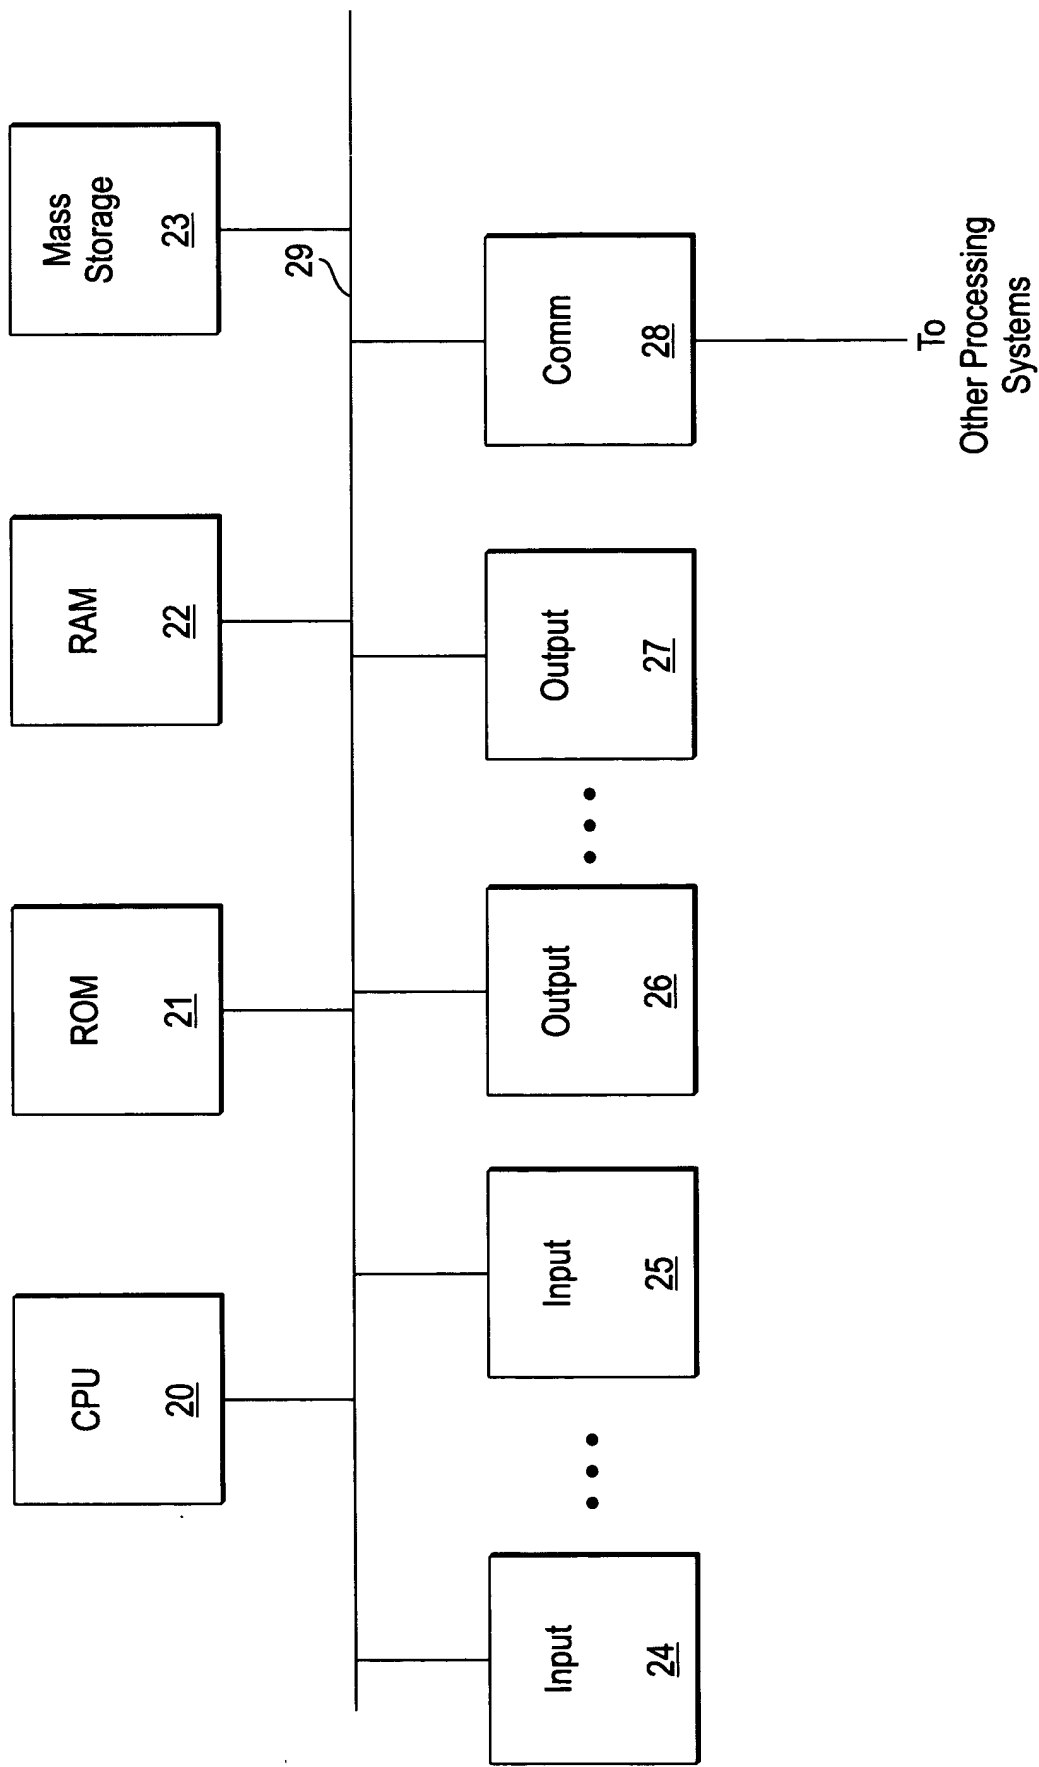 CPU
20
ROM
21
RAM
22
Mass
Storage
23
29
Input
24
Input
25
Output
26
Output
27
Comm
28
To
Other Processing
Systems